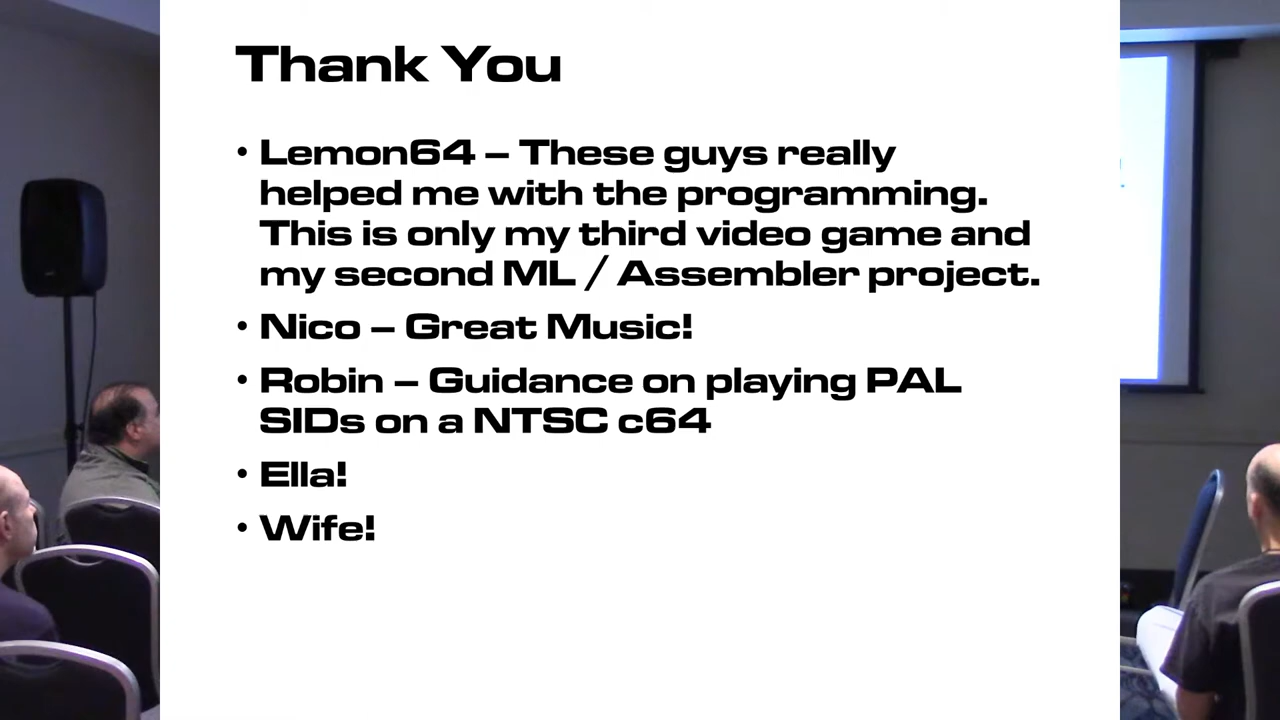 Thank You
• Lemon64 – These guys really
helped me with the programming.
This is only my third video game and
my second ML / Assembler project.
• Nico – Great Music!
• Robin – Guidance on playing PAL
SIDs on a NTSC c64
• Ella!
• Wife!